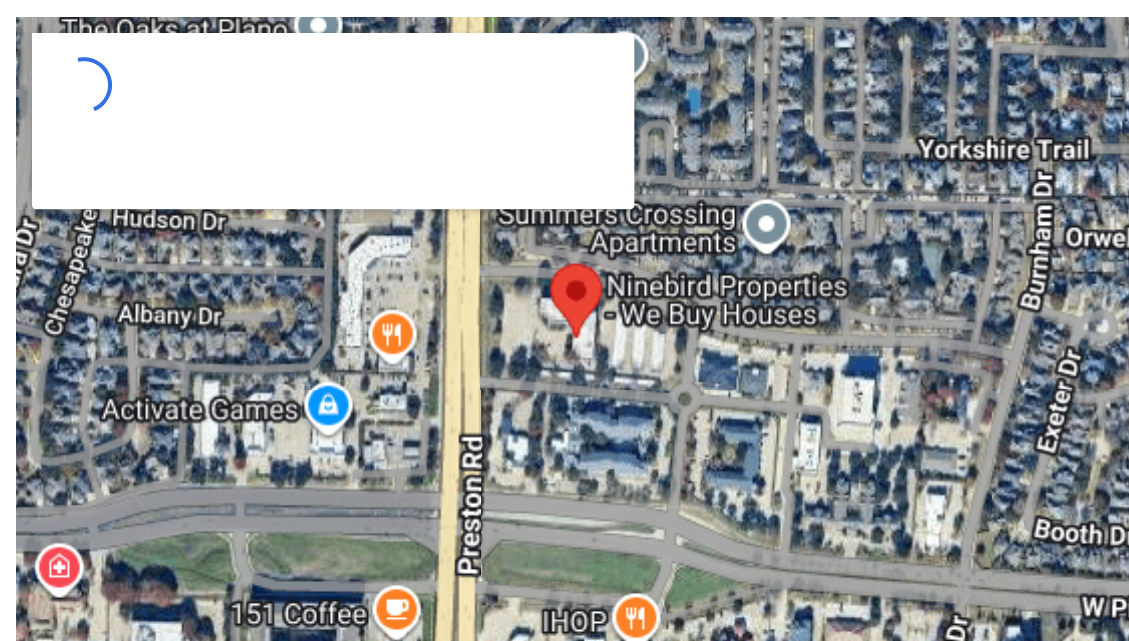 The Oaks at Plano
Yorkshire Trail
Hudson Dr
Chesapeake
Summers Crossing
Apartments
Burnham Dr
Ninebird Properties
- We Buy Houses
Albany Dr
Activate Games
Exeter Dr
Preston Rd
Booth
151 Coffee
IHOP
W
Dr